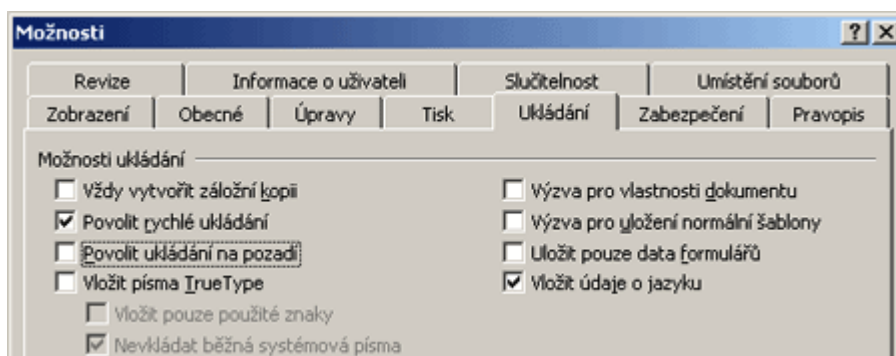 Možnosti
Revize Informace o uživateli Slučitelnost Umístění souborů
Zobrazení Obecné Úpravy Tisk Ukládání Zabezpečení Pravopis
Možnosti ukládání
Vždy vytvořit záložní kopii
Povolit rychlé ukládání
Povolit ukládání na pozadí
Vložit písma TrueType
Vložit pouze použité znaky
Nevkládat běžná systémová písma
Výzva pro vlastnosti dokumentu
Výzva pro uložení normální šablony
Uložit pouze data formulářů
Vložit údaje o jazyku